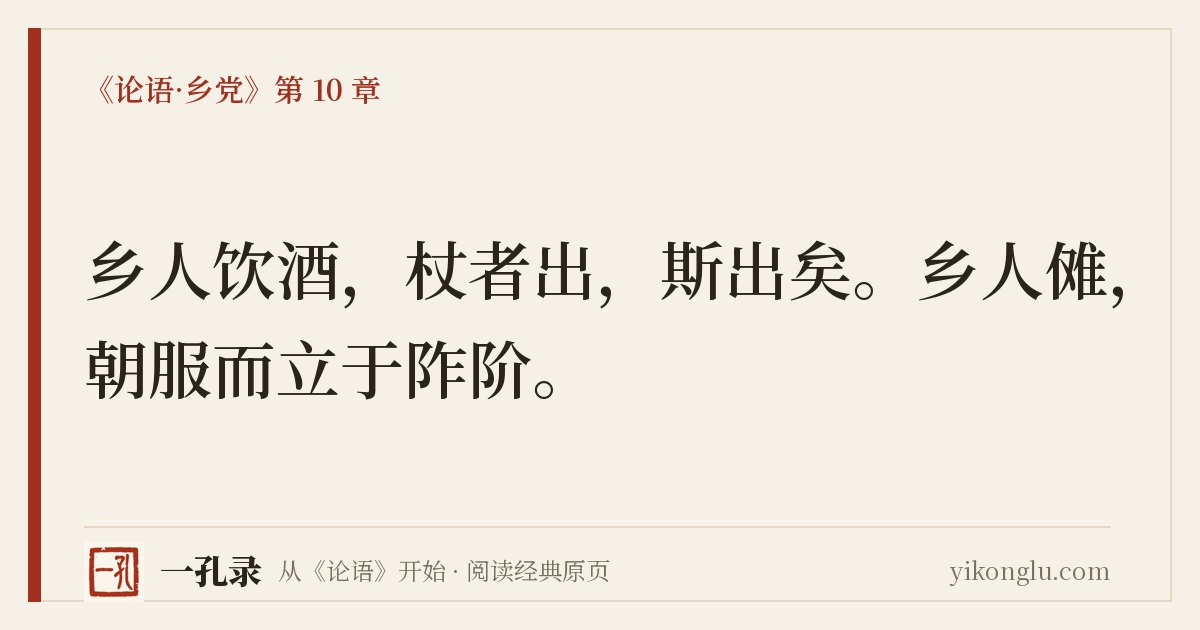 《论语·乡党》第 10 章
乡人饮酒，杖者出，斯出矣。乡人傩，
朝服而立于阼阶。
一孔
一孔录 从《论语》开始 · 阅读经典原页 yikonglu.com